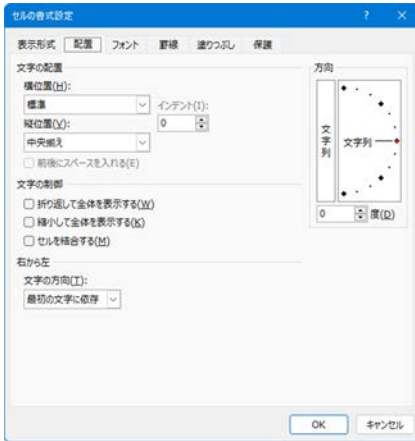 セルの書式設定
? ×
表示形式 配置 フォント 罫線 塗りつぶし 保護
文字の配置
横位置(H):
標準
インデント(I):
縦位置(V):
0
中央揃え
前後にスペースを入れる(E)
文字の制御
折り返して全体を表示する(W)
縮小して全体を表示する(K)
セルを結合する(M)
右から左
文字の方向(T):
最初の文字に依存
方向
文字列
文字列
0 度(D)
OK キャンセル